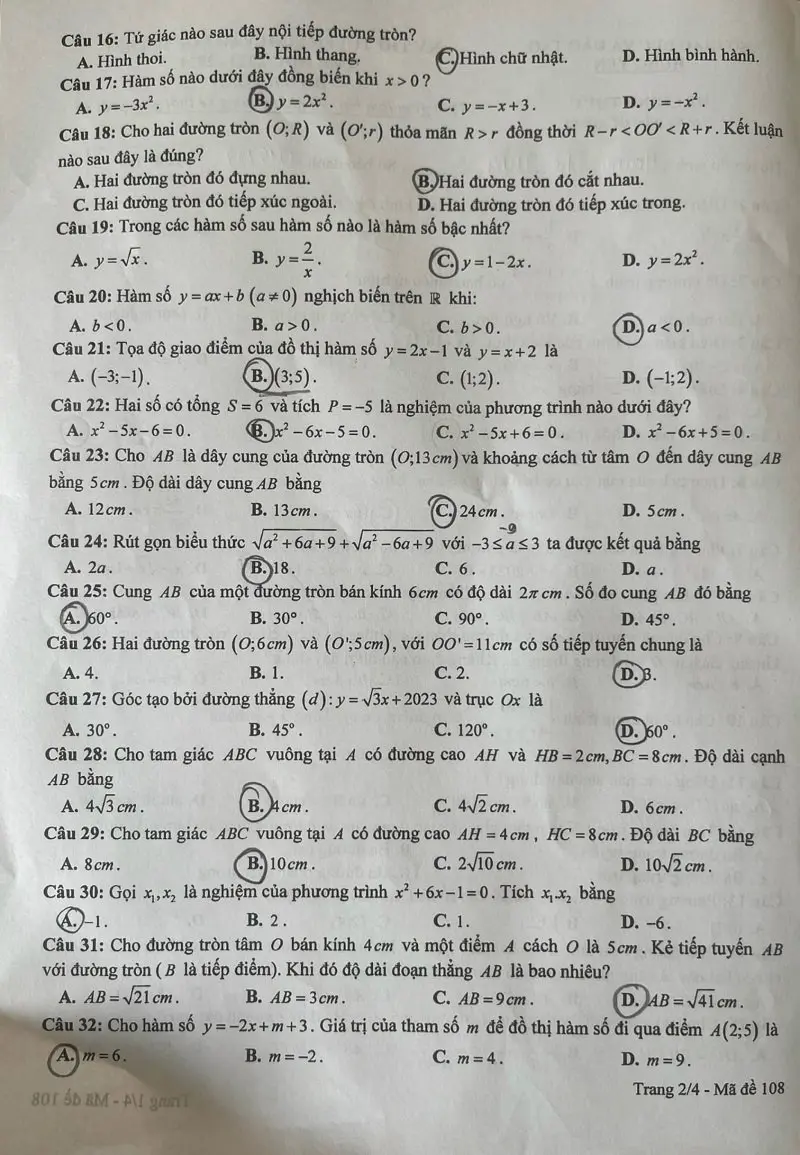 Câu 16: Tứ giác nào sau đây nội tiếp đường tròn?
A. Hình thoi. B. Hình thang. C. Hình chữ nhật. D. Hình bình hành.
Câu 17: Hàm số nào dưới đây đồng biến khi x > 0 ?
A. y = −3x². B. y = 2x². C. y = −x + 3. D. y = −x².
Câu 18: Cho hai đường tròn (O; R) và (O'; r) thỏa mãn R > r đồng thời R − r < OO' < R + r. Kết luận
nào sau đây là đúng?
A. Hai đường tròn đó đựng nhau. B. Hai đường tròn đó cắt nhau.
C. Hai đường tròn đó tiếp xúc ngoài. D. Hai đường tròn đó tiếp xúc trong.
Câu 19: Trong các hàm số sau hàm số nào là hàm số bậc nhất?
A. y = √x. B. y = 2/x. C. y = 1 − 2x. D. y = 2x².
Câu 20: Hàm số y = ax + b (a ≠ 0) nghịch biến trên ℝ khi:
A. b < 0. B. a > 0. C. b > 0. D. a < 0.
Câu 21: Tọa độ giao điểm của đồ thị hàm số y = 2x − 1 và y = x + 2 là
A. (−3; −1). B. (3; 5). C. (1; 2). D. (−1; 2).
Câu 22: Hai số có tổng S = 6 và tích P = −5 là nghiệm của phương trình nào dưới đây?
A. x² − 5x − 6 = 0. B. x² − 6x − 5 = 0. C. x² − 5x + 6 = 0. D. x² − 6x + 5 = 0.
Câu 23: Cho AB là dây cung của đường tròn (O; 13cm) và khoảng cách từ tâm O đến dây cung AB
bằng 5cm. Độ dài dây cung AB bằng
A. 12cm. B. 13cm. C. 24cm. D. 5cm.
−9
Câu 24: Rút gọn biểu thức √(a² + 6a + 9) + √(a² − 6a + 9) với −3 ≤ a ≤ 3 ta được kết quả bằng
A. 2a. B. 18. C. 6. D. a.
Câu 25: Cung AB của một đường tròn bán kính 6cm có độ dài 2π cm. Số đo cung AB đó bằng
A. 60°. B. 30°. C. 90°. D. 45°.
Câu 26: Hai đường tròn (O; 6cm) và (O'; 5cm), với OO' = 11cm có số tiếp tuyến chung là
A. 4. B. 1. C. 2. D. 3.
Câu 27: Góc tạo bởi đường thẳng (d): y = √3x + 2023 và trục Ox là
A. 30°. B. 45°. C. 120°. D. 60°.
Câu 28: Cho tam giác ABC vuông tại A có đường cao AH và HB = 2cm, BC = 8cm. Độ dài cạnh
AB bằng
A. 4√3 cm. B. 4cm. C. 4√2 cm. D. 6cm.
Câu 29: Cho tam giác ABC vuông tại A có đường cao AH = 4cm, HC = 8cm. Độ dài BC bằng
A. 8cm. B. 10cm. C. 2√10 cm. D. 10√2 cm.
Câu 30: Gọi x₁, x₂ là nghiệm của phương trình x² + 6x − 1 = 0. Tích x₁.x₂ bằng
A. −1. B. 2. C. 1. D. −6.
Câu 31: Cho đường tròn tâm O bán kính 4cm và một điểm A cách O là 5cm. Kẻ tiếp tuyến AB
với đường tròn ( B là tiếp điểm). Khi đó độ dài đoạn thẳng AB là bao nhiêu?
A. AB = √21 cm. B. AB = 3cm. C. AB = 9cm. D. AB = √41 cm.
Câu 32: Cho hàm số y = −2x + m + 3. Giá trị của tham số m để đồ thị hàm số đi qua điểm A(2; 5) là
A. m = 6. B. m = −2. C. m = 4. D. m = 9.
Trang 2/4 - Mã đề 108
Trang 1/4 - Mã đề 108